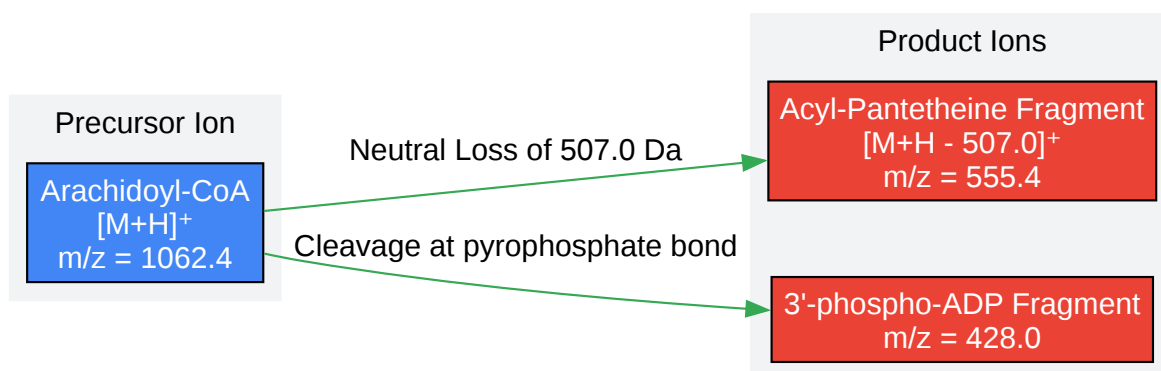 Precursor Ion
Arachidoyl-CoA
[M+H]⁺
m/z = 1062.4
Neutral Loss of 507.0 Da
Cleavage at pyrophosphate bond
Product Ions
Acyl-Pantetheine Fragment
[M+H - 507.0]⁺
m/z = 555.4
3'-phospho-ADP Fragment
m/z = 428.0